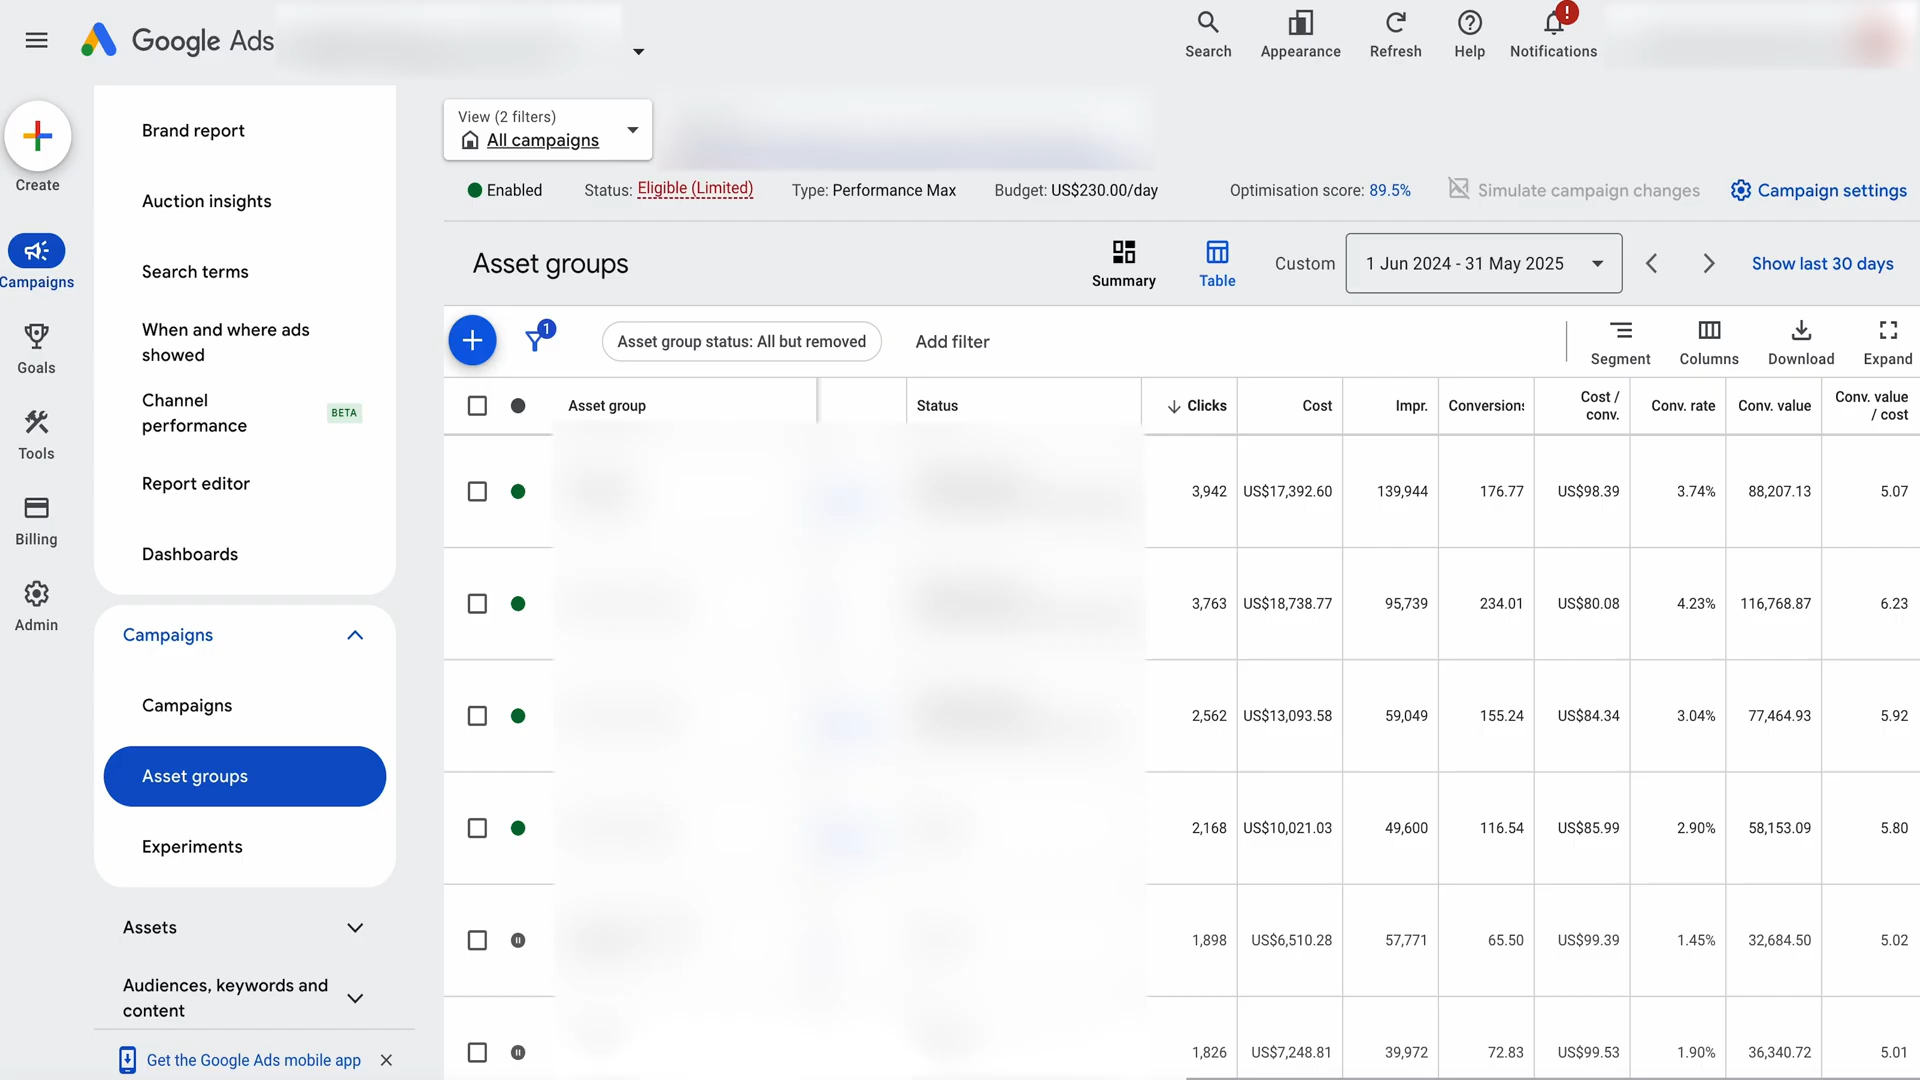 Google Ads
Search
Appearance
Refresh
Help
!
Notifications
Create
Campaigns
Goals
Tools
Billing
Admin
Brand report
Auction insights
Search terms
When and where ads
showed
Channel
performance
BETA
Report editor
Dashboards
Campaigns
Campaigns
Asset groups
Experiments
Assets
Audiences, keywords and
content
Get the Google Ads mobile app
View (2 filters)
All campaigns
Enabled Status: Eligible (Limited) Type: Performance Max Budget: US$230.00/day Optimisation score: 89.5% Simulate campaign changes Campaign settings
Asset groups
Summary
Table
Custom
1 Jun 2024 - 31 May 2025
Show last 30 days
1
Asset group status: All but removed
Add filter
Segment
Columns
Download
Expand
Asset group Status Clicks Cost Impr. Conversions Cost / conv. Conv. rate Conv. value Conv. value / cost
3,942 US$17,392.60 139,944 176.77 US$98.39 3.74% 88,207.13 5.07
3,763 US$18,738.77 95,739 234.01 US$80.08 4.23% 116,768.87 6.23
2,562 US$13,093.58 59,049 155.24 US$84.34 3.04% 77,464.93 5.92
2,168 US$10,021.03 49,600 116.54 US$85.99 2.90% 58,153.09 5.80
1,898 US$6,510.28 57,771 65.50 US$99.39 1.45% 32,684.50 5.02
1,826 US$7,248.81 39,972 72.83 US$99.53 1.90% 36,340.72 5.01